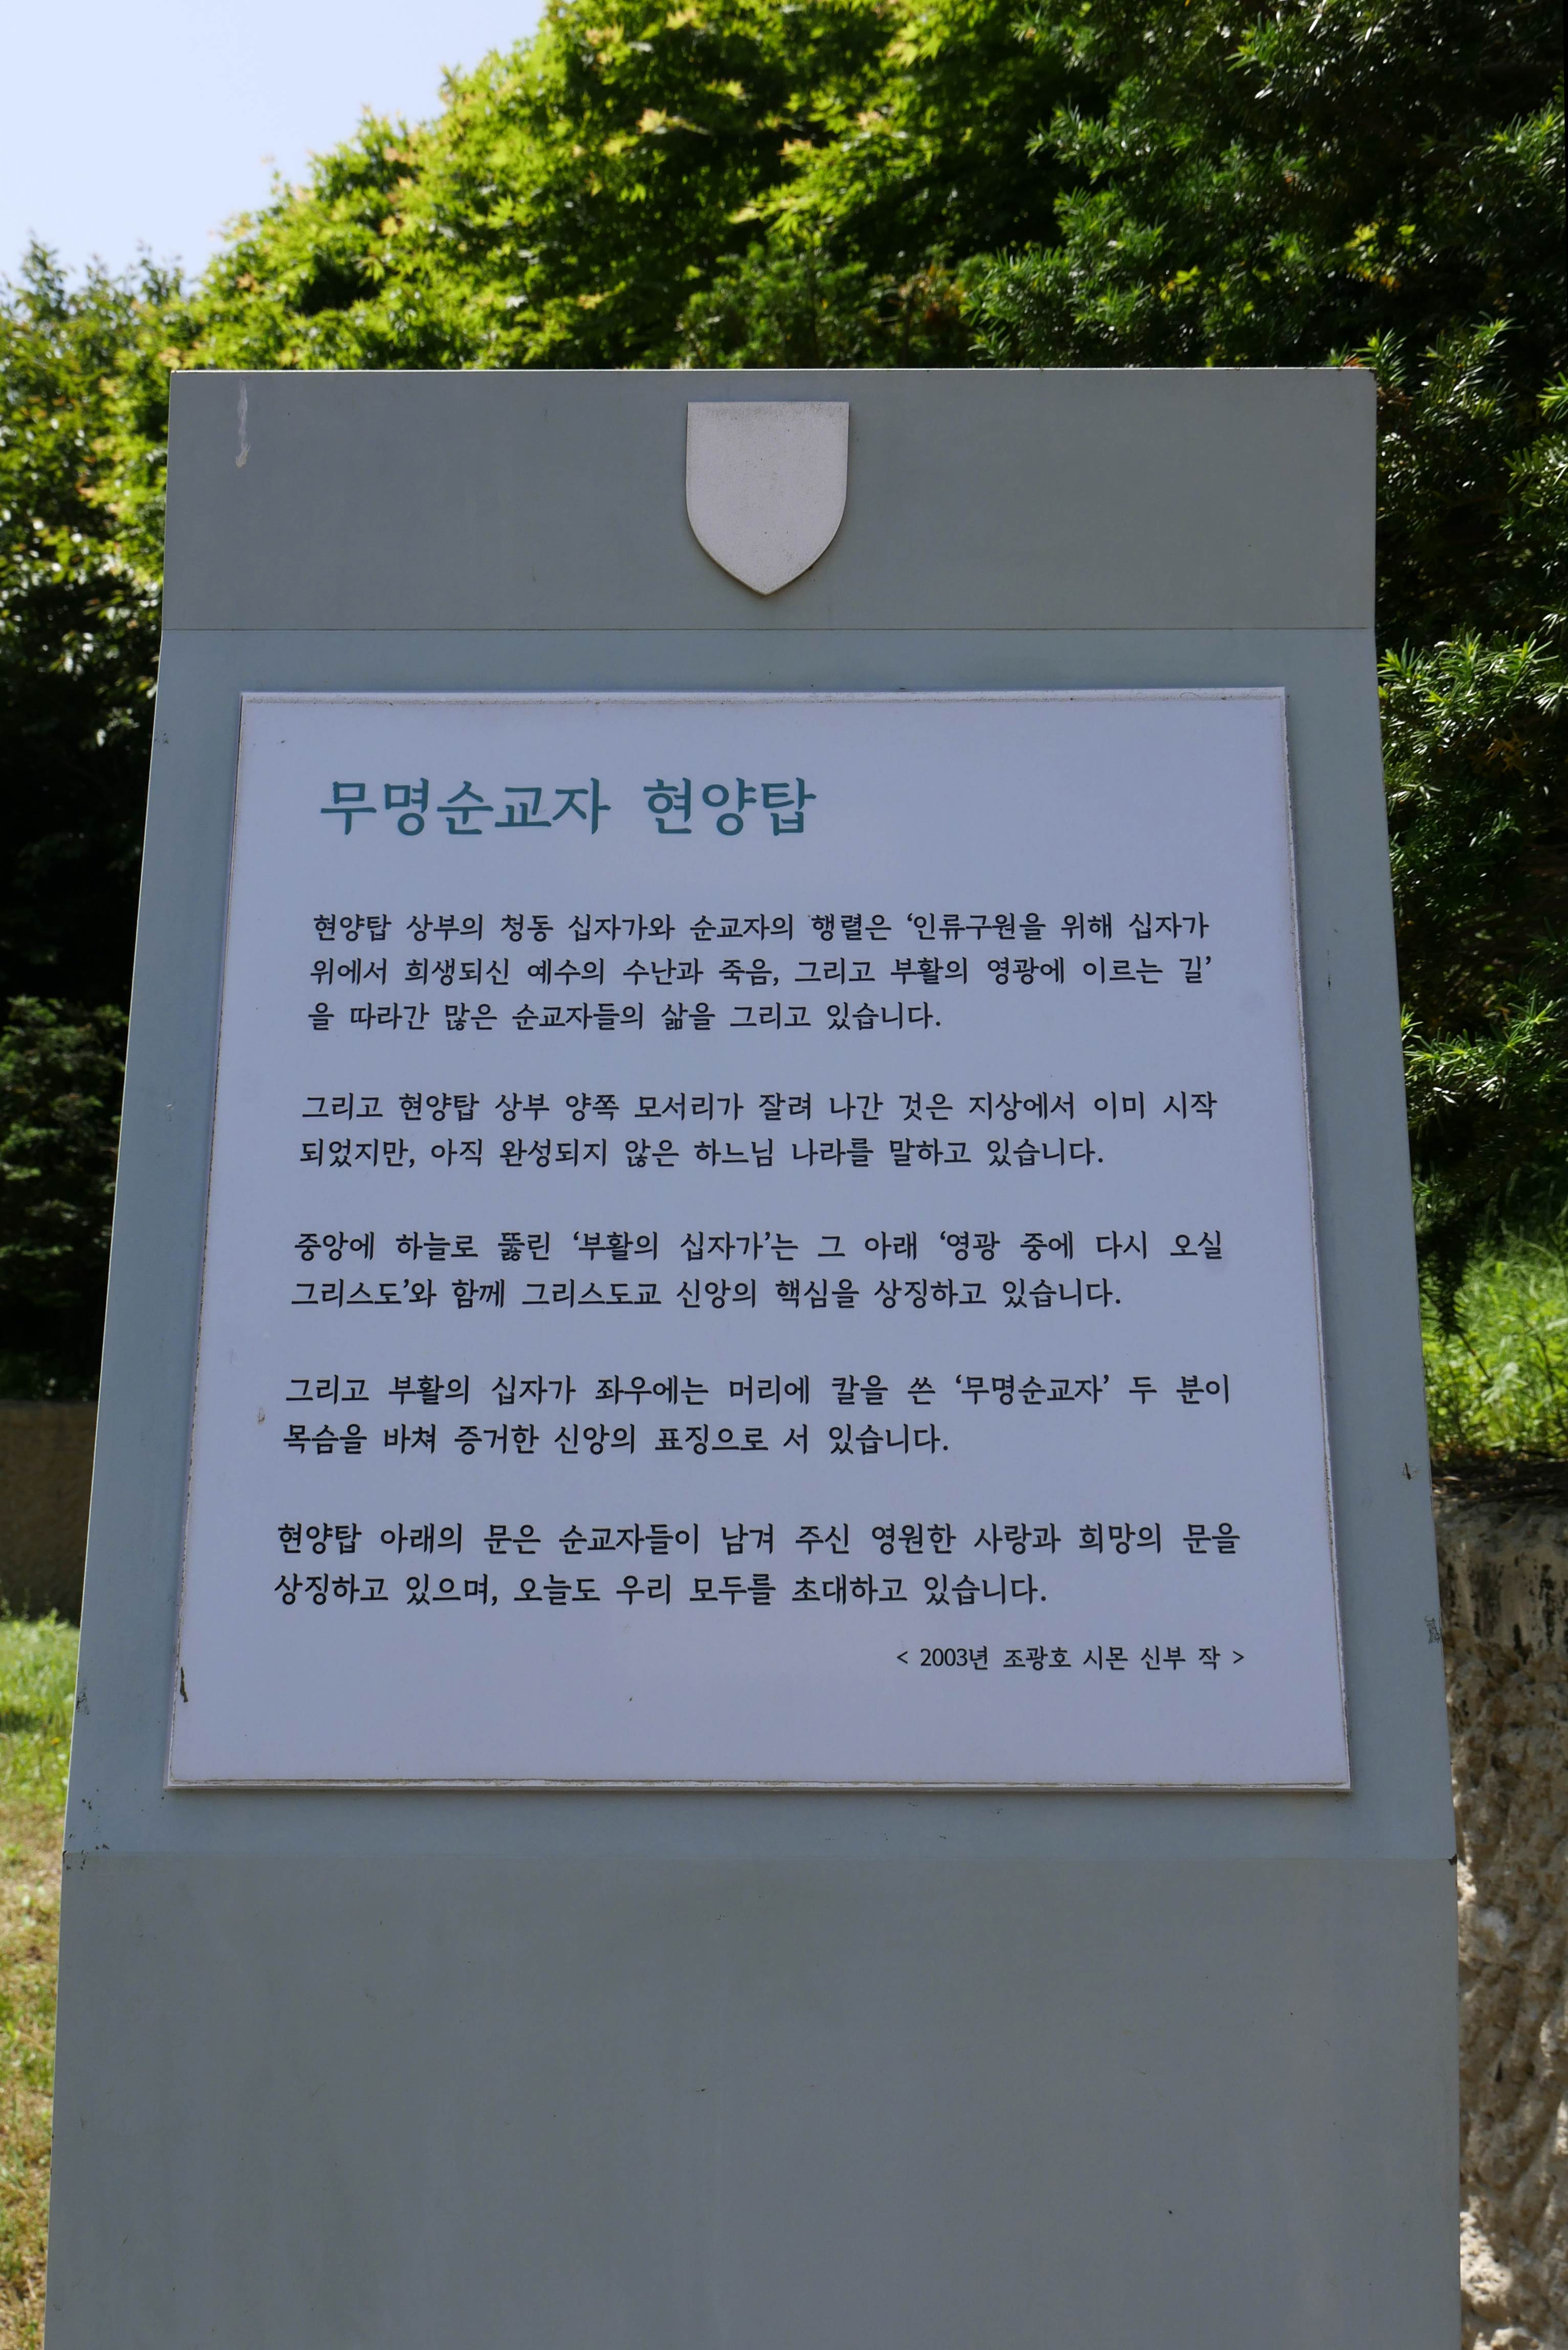 무명순교자 현양탑
현양탑 상부의 청동 십자가와 순교자의 행렬은 ‘인류구원을 위해 십자가
위에서 희생되신 예수의 수난과 죽음, 그리고 부활의 영광에 이르는 길’
을 따라간 많은 순교자들의 삶을 그리고 있습니다.
그리고 현양탑 상부 양쪽 모서리가 잘려 나간 것은 지상에서 이미 시작
되었지만, 아직 완성되지 않은 하느님 나라를 말하고 있습니다.
중앙에 하늘로 뚫린 ‘부활의 십자가’는 그 아래 ‘영광 중에 다시 오실
그리스도’와 함께 그리스도교 신앙의 핵심을 상징하고 있습니다.
그리고 부활의 십자가 좌우에는 머리에 칼을 쓴 ‘무명순교자’ 두 분이
목슴을 바쳐 증거한 신앙의 표징으로 서 있습니다.
현양탑 아래의 문은 순교자들이 남겨 주신 영원한 사랑과 희망의 문을
상징하고 있으며, 오늘도 우리 모두를 초대하고 있습니다.
< 2003년 조광호 시몬 신부 작 >